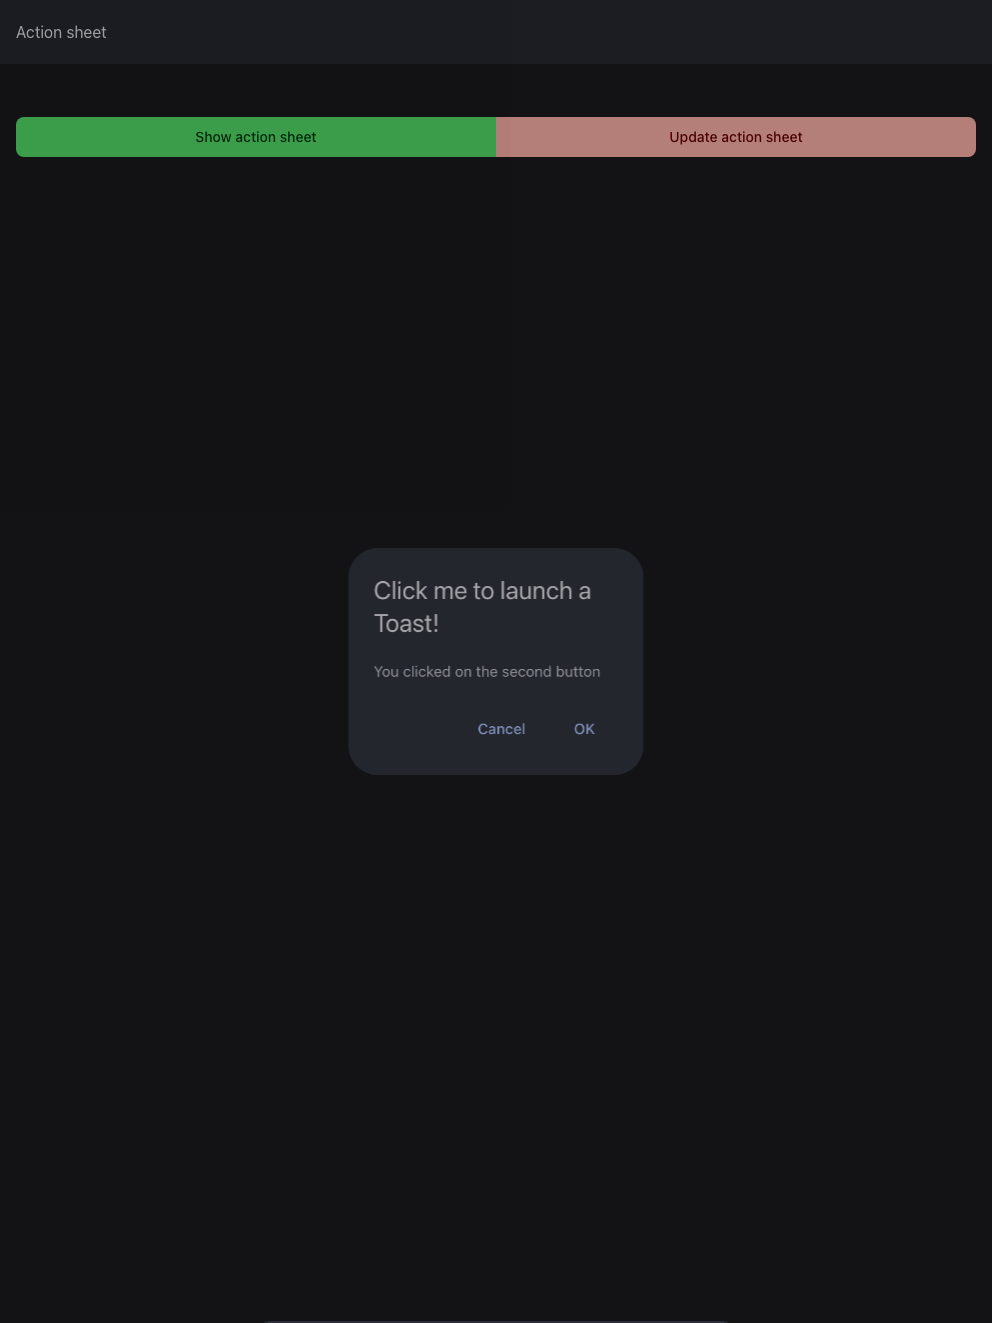 Action sheet
Show action sheet
Update action sheet
Click me to launch a
Toast!
You clicked on the second button
Cancel
OK